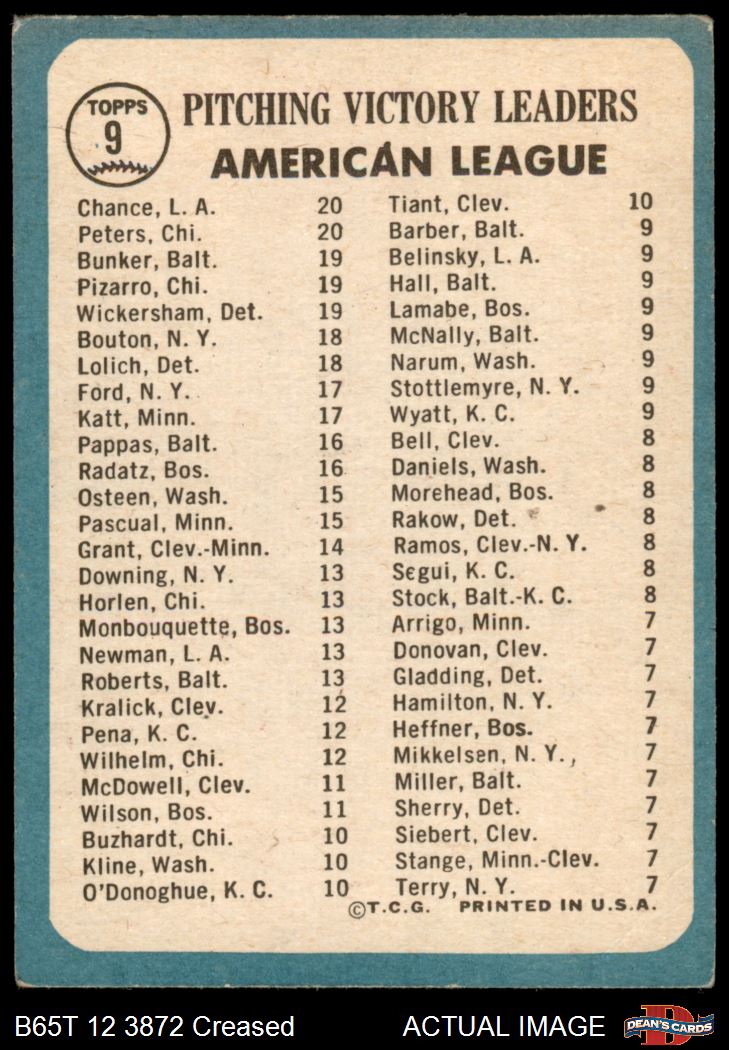 TOPPS
9
PITCHING VICTORY LEADERS
AMERICAN LEAGUE
Chance, L. A. 20
Peters, Chi. 20
Bunker, Balt. 19
Pizarro, Chi. 19
Wickersham, Det. 19
Bouton, N. Y. 18
Lolich, Det. 18
Ford, N. Y. 17
Katt, Minn. 17
Pappas, Balt. 16
Radatz, Bos. 16
Osteen, Wash. 15
Pascual, Minn. 15
Grant, Clev.-Minn. 14
Downing, N. Y. 13
Horlen, Chi. 13
Monbouquette, Bos. 13
Newman, L. A. 13
Roberts, Balt. 13
Kralick, Clev. 12
Pena, K. C. 12
Wilhelm, Chi. 12
McDowell, Clev. 11
Wilson, Bos. 11
Buzhardt, Chi. 10
Kline, Wash. 10
O'Donoghue, K. C. 10
Tiant, Clev. 10
Barber, Balt. 9
Belinsky, L. A. 9
Hall, Balt. 9
Lamabe, Bos. 9
McNally, Balt. 9
Narum, Wash. 9
Stottlemyre, N. Y. 9
Wyatt, K. C. 9
Bell, Clev. 8
Daniels, Wash. 8
Morehead, Bos. 8
Rakow, Det. 8
Ramos, Clev.-N. Y. 8
Segui, K. C. 8
Stock, Balt.-K. C. 8
Arrigo, Minn. 7
Donovan, Clev. 7
Gladding, Det. 7
Hamilton, N. Y. 7
Heffner, Bos. 7
Mikkelsen, N. Y. 7
Miller, Balt. 7
Sherry, Det. 7
Siebert, Clev. 7
Stange, Minn.-Clev. 7
Terry, N. Y. 7
©T.C.G. PRINTED IN U.S.A.
B65T 12 3872 Creased ACTUAL IMAGE
DEAN'S CARDS